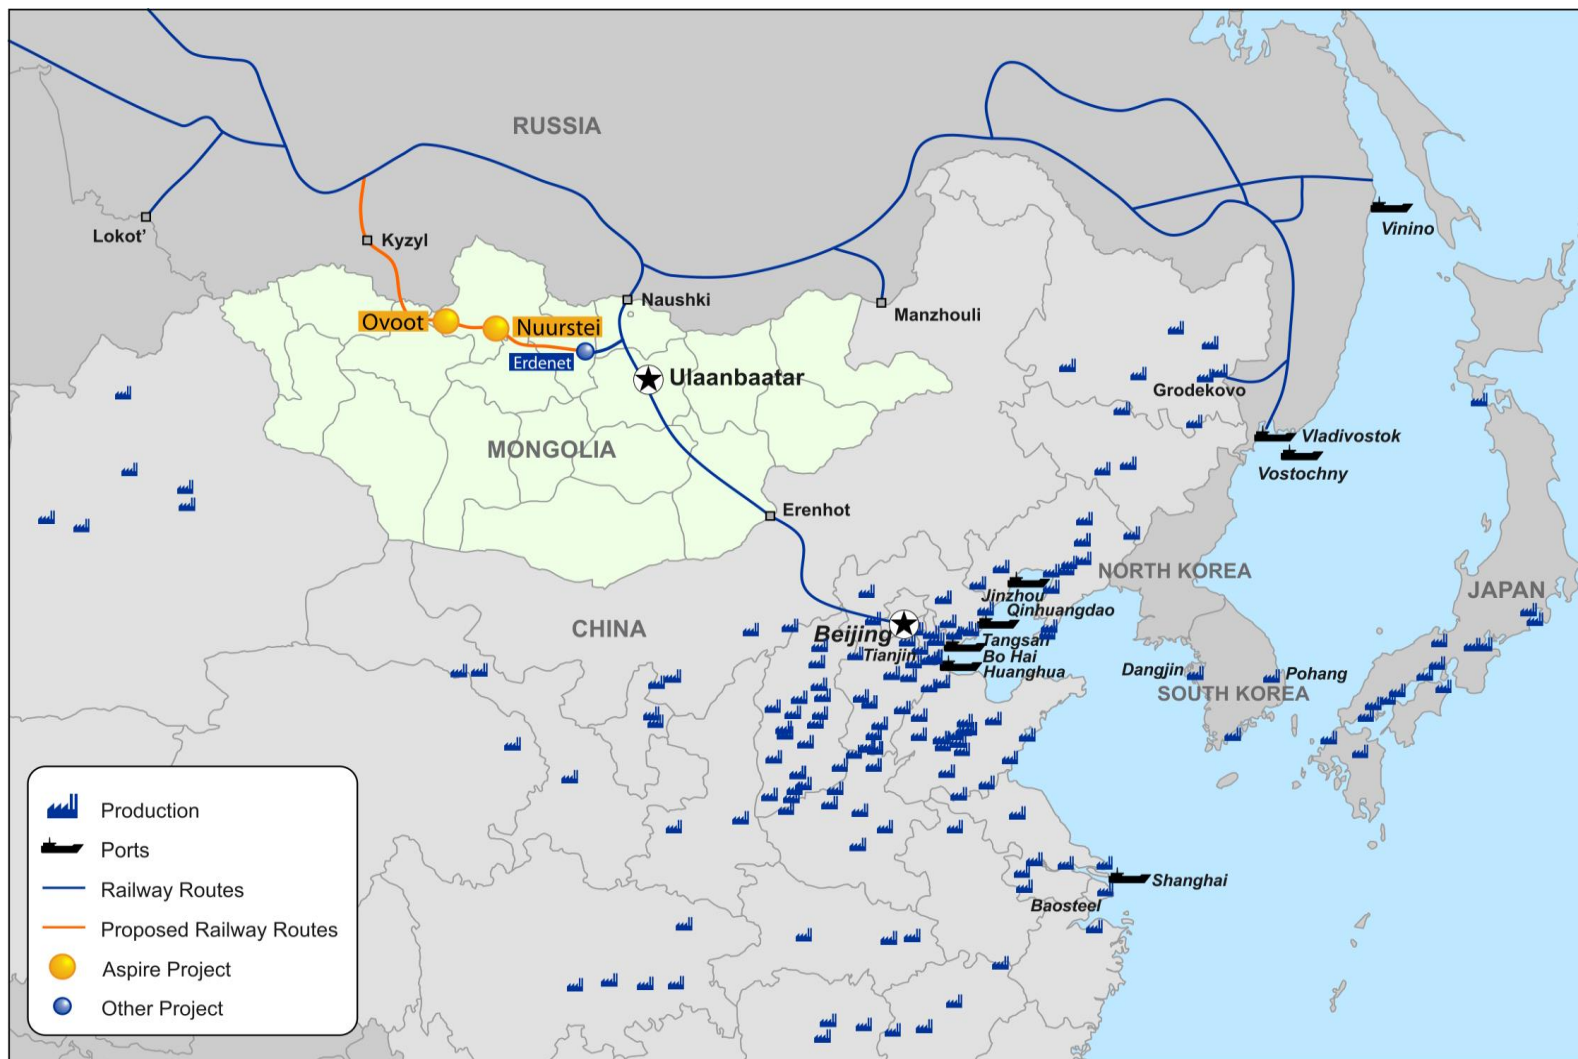 RUSSIA
Lokot’
Kyzyl
Vinino
Naushki
Manzhouli
Ovoot
Nuurstei
Erdenet
Ulaanbaatar
Grodekovo
MONGOLIA
Vladivostok
Vostochny
Erenhot
NORTH KOREA
JAPAN
Jinzhou
Qinhuangdao
CHINA
Beijing
Tangsan
Tianjin
Bo Hai
Huanghua
Dangjin
Pohang
SOUTH KOREA
Shanghai
Baosteel
Production
Ports
Railway Routes
Proposed Railway Routes
Aspire Project
Other Project